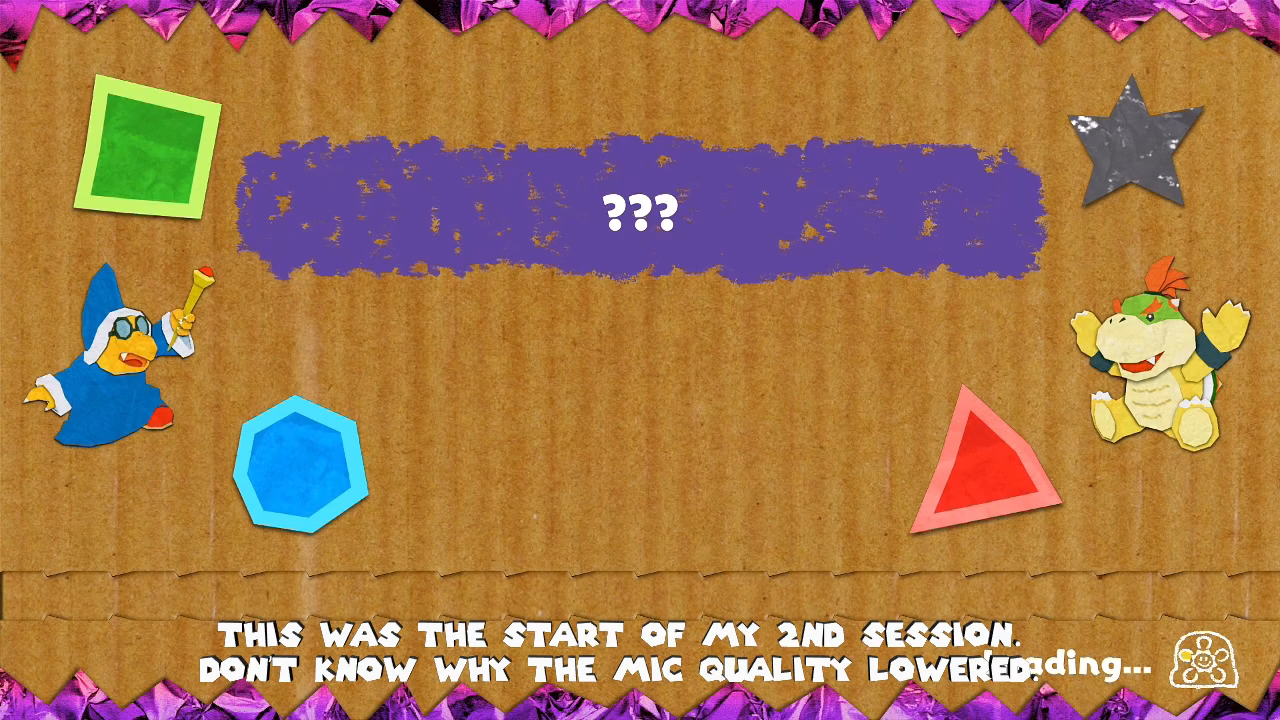 ???
THIS WAS THE START OF MY 2ND SESSION.
DON'T KNOW WHY THE MIC QUALITY LOWERED.
Loading...